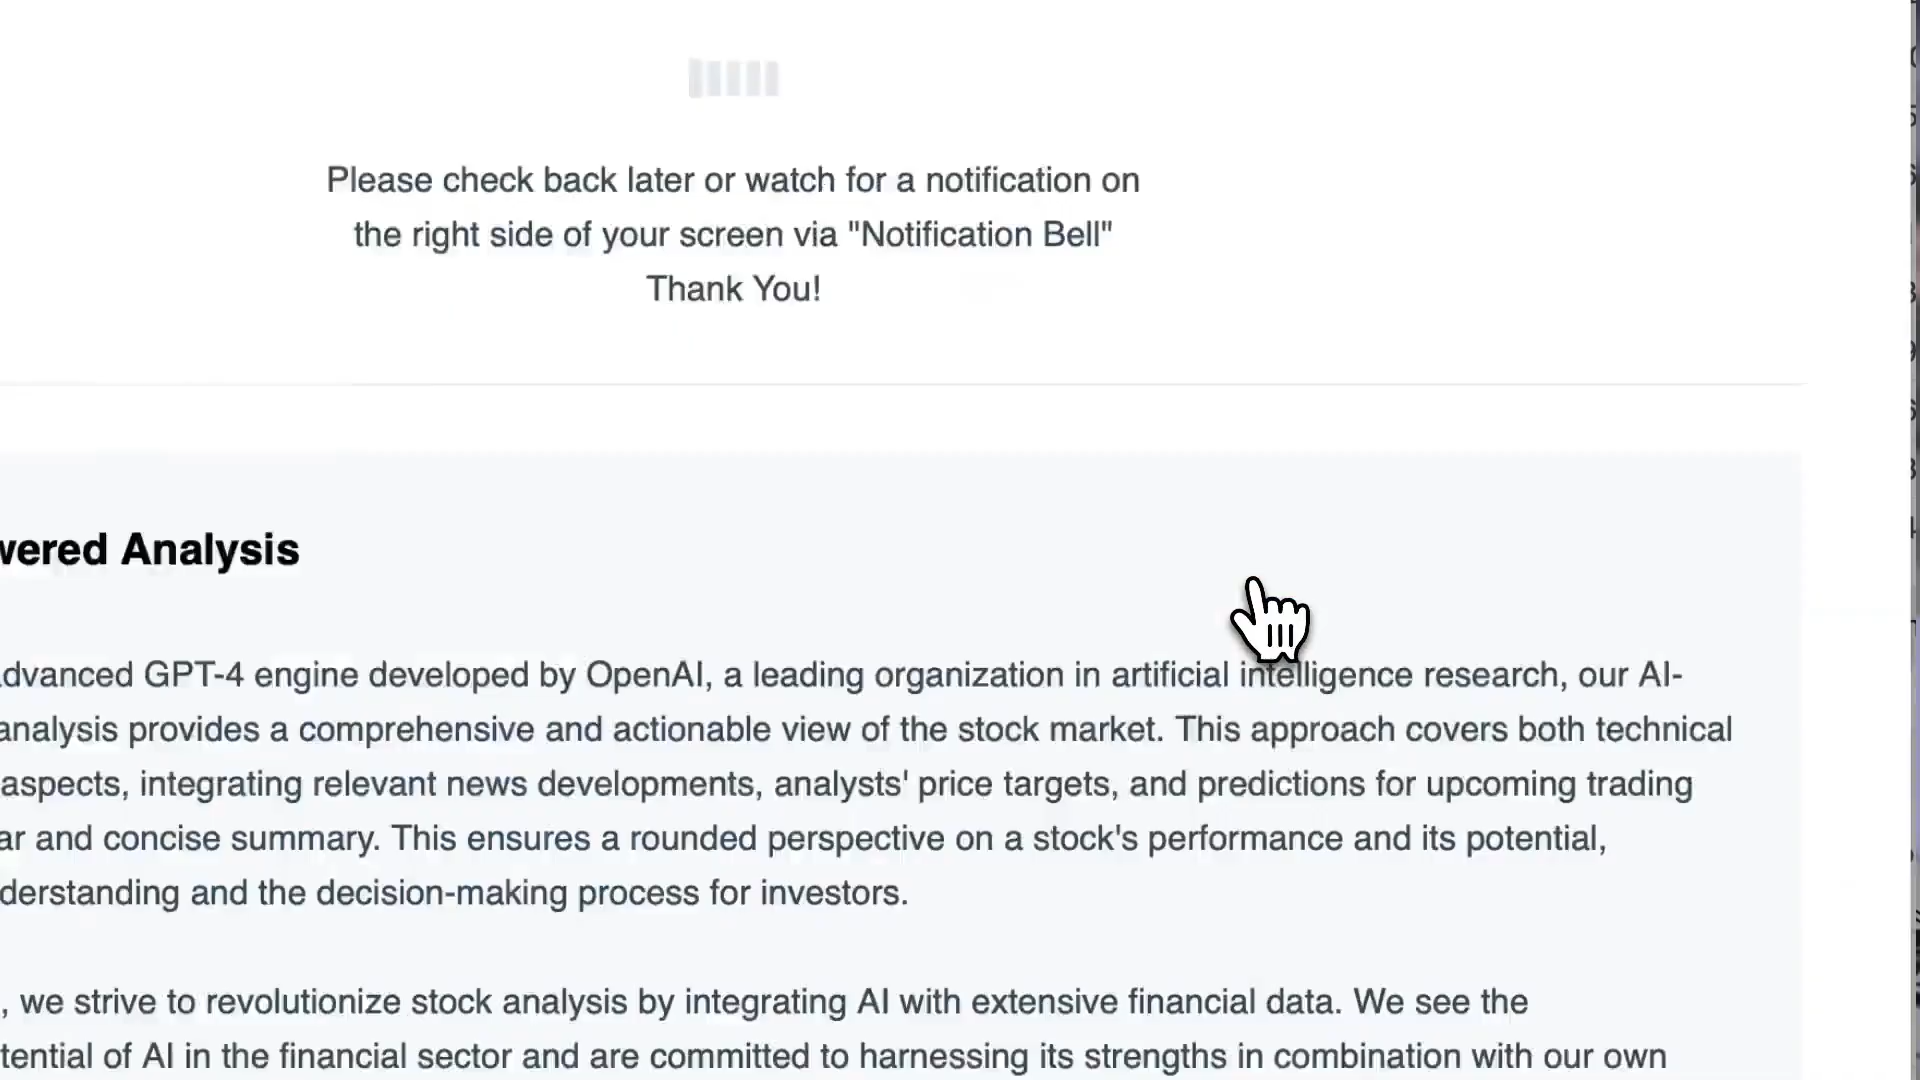 Please check back later or watch for a notification on
the right side of your screen via "Notification Bell"
Thank You!
wered Analysis
dvanced GPT-4 engine developed by OpenAI, a leading organization in artificial intelligence research, our AI-
analysis provides a comprehensive and actionable view of the stock market. This approach covers both technical
aspects, integrating relevant news developments, analysts' price targets, and predictions for upcoming trading
ar and concise summary. This ensures a rounded perspective on a stock's performance and its potential,
derstanding and the decision-making process for investors.
, we strive to revolutionize stock analysis by integrating AI with extensive financial data. We see the
tential of AI in the financial sector and are committed to harnessing its strengths in combination with our own